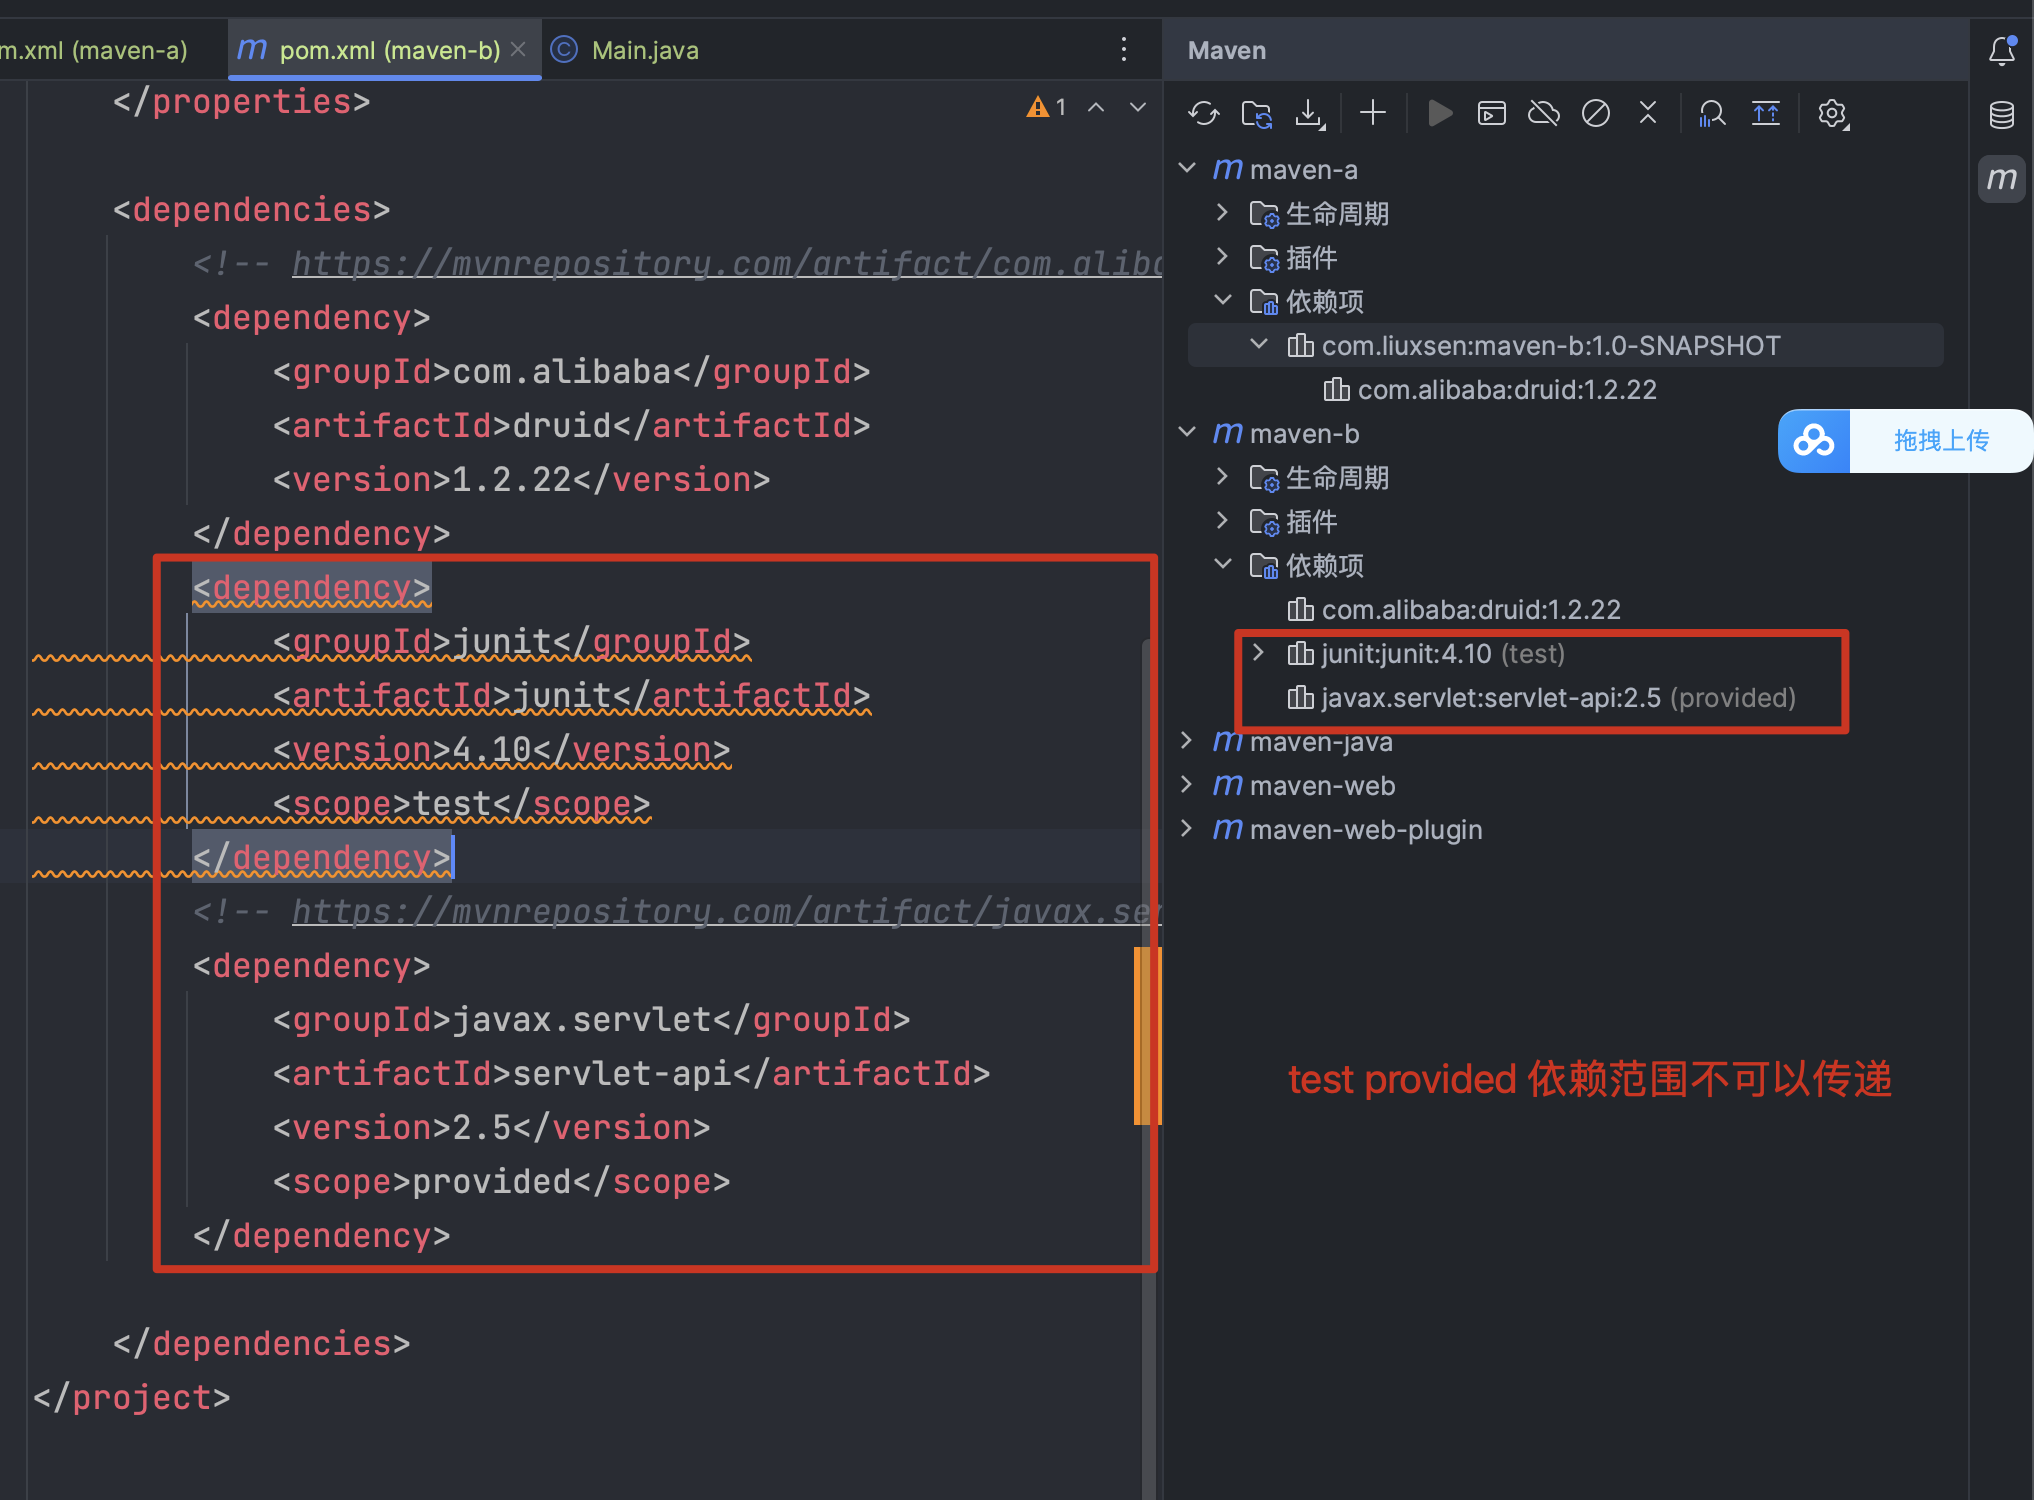 m.xml (maven-a)
m pom.xml (maven-b)
Main.java
</properties>
1
<dependencies>
<!-- https://mvnrepository.com/artifact/com.aliba
<dependency>
<groupId>com.alibaba</groupId>
<artifactId>druid</artifactId>
<version>1.2.22</version>
</dependency>
<dependency>
<groupId>junit</groupId>
<artifactId>junit</artifactId>
<version>4.10</version>
<scope>test</scope>
</dependency>
<!-- https://mvnrepository.com/artifact/javax.ser
<dependency>
<groupId>javax.servlet</groupId>
<artifactId>servlet-api</artifactId>
<version>2.5</version>
<scope>provided</scope>
</dependency>
</dependencies>
</project>
Maven
m maven-a
生命周期
插件
依赖项
com.liuxsen:maven-b:1.0-SNAPSHOT
com.alibaba:druid:1.2.22
m maven-b
生命周期
插件
依赖项
com.alibaba:druid:1.2.22
junit:junit:4.10 (test)
javax.servlet:servlet-api:2.5 (provided)
m maven-java
m maven-web
m maven-web-plugin
拖拽上传
m
test provided 依赖范围不可以传递